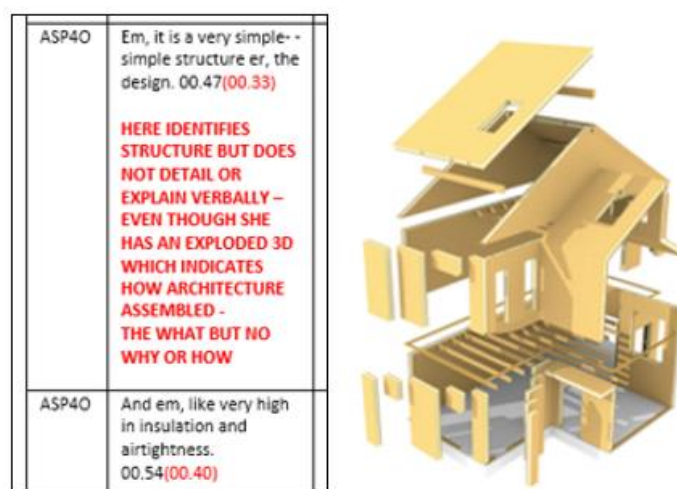 ASP4O
Em, it is a very simple- -
simple structure er, the
design. 00.47(00.33)
HERE IDENTIFIES
STRUCTURE BUT DOES
NOT DETAIL OR
EXPLAIN VERBALLY –
EVEN THOUGH SHE
HAS AN EXPLODED 3D
WHICH INDICATES
HOW ARCHITECTURE
ASSEMBLED -
THE WHAT BUT NO
WHY OR HOW
ASP4O
And em, like very high
in insulation and
airtightness.
00.54(00.40)